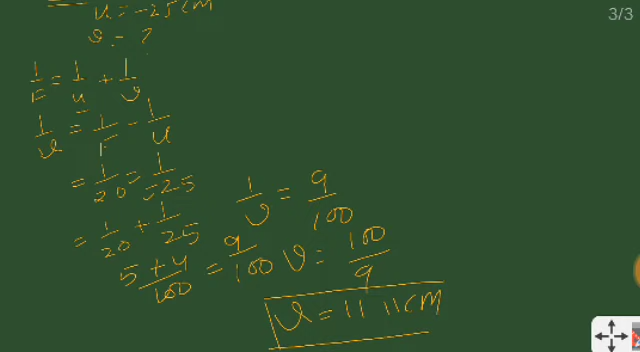 3/3
u = -25 cm
v = ?
1/F = 1/u + 1/v
1/v = 1/F - 1/u
= 1/20 - 1/-25
= 1/20 + 1/25
5+4/100 = 9/100
1/v = 9/100
v = 100/9
v = 11.11 cm